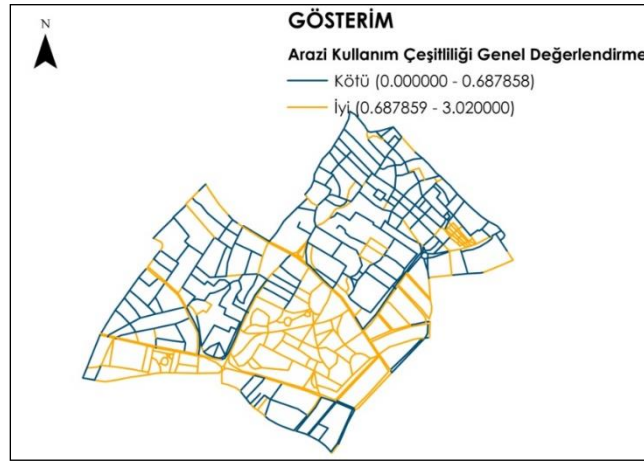 N
GÖSTERİM
Arazi Kullanım Çeşitliliği Genel Değerlendirme
Kötü (0.000000 - 0.687858)
İyi (0.687859 - 3.020000)